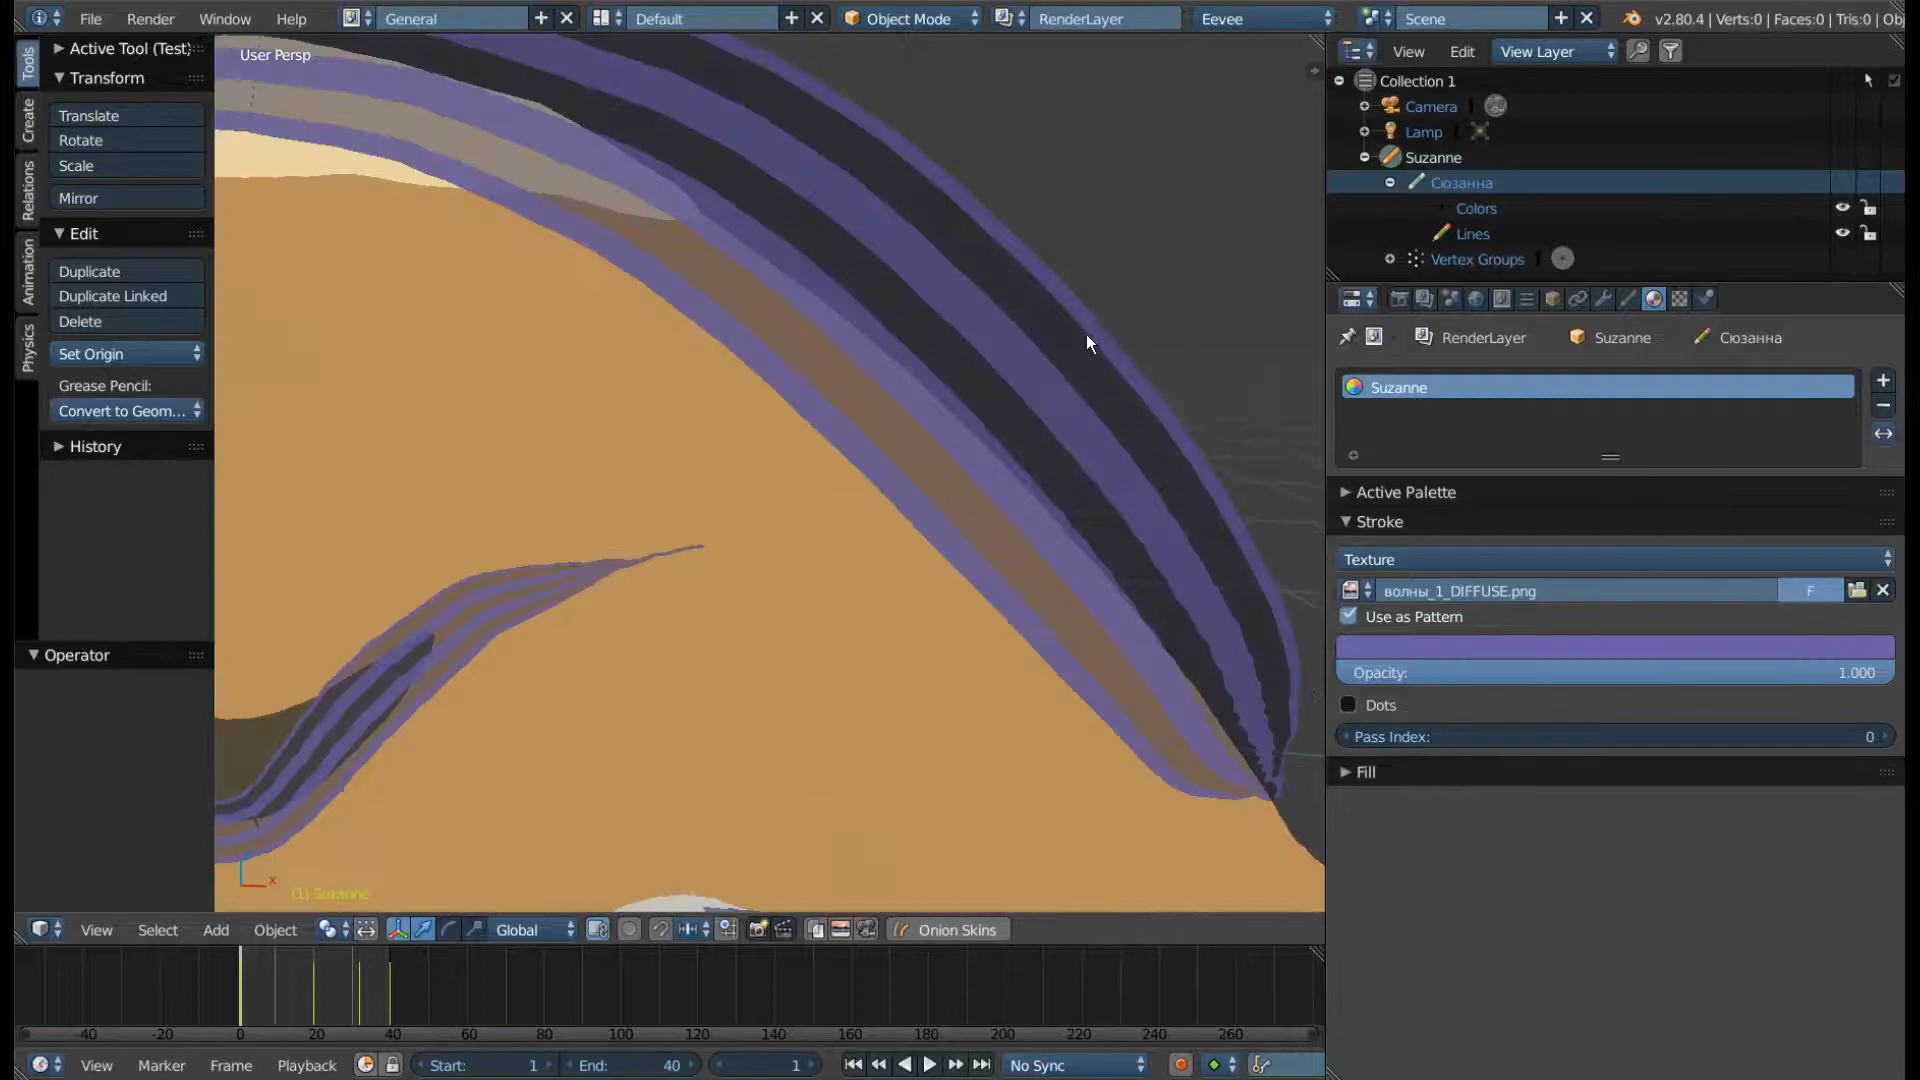 File Render Window Help General Default Object Mode RenderLayer Eevee Scene v2.80.4 | Verts:0 | Faces:0 | Tris:0 | Obj
Tools
Create
Relations
Animation
Physics
Active Tool (Test)
Transform
Translate
Rotate
Scale
Mirror
Edit
Duplicate
Duplicate Linked
Delete
Set Origin
Grease Pencil:
Convert to Geom...
History
Operator
User Persp
x
(1) Suzanne
View Select Add Object Global Onion Skins
-40 -20 0 20 40 60 80 100 120 140 160 180 200 220 240 260
View Marker Frame Playback Start: 1 End: 40 1 No Sync
View Edit View Layer
Collection 1
Camera
Lamp
Suzanne
Сюзанна
Colors
Lines
Vertex Groups
RenderLayer Suzanne Сюзанна
Suzanne
Active Palette
Stroke
Texture
волны_1_DIFFUSE.png F
Use as Pattern
Opacity: 1.000
Dots
Pass Index: 0
Fill